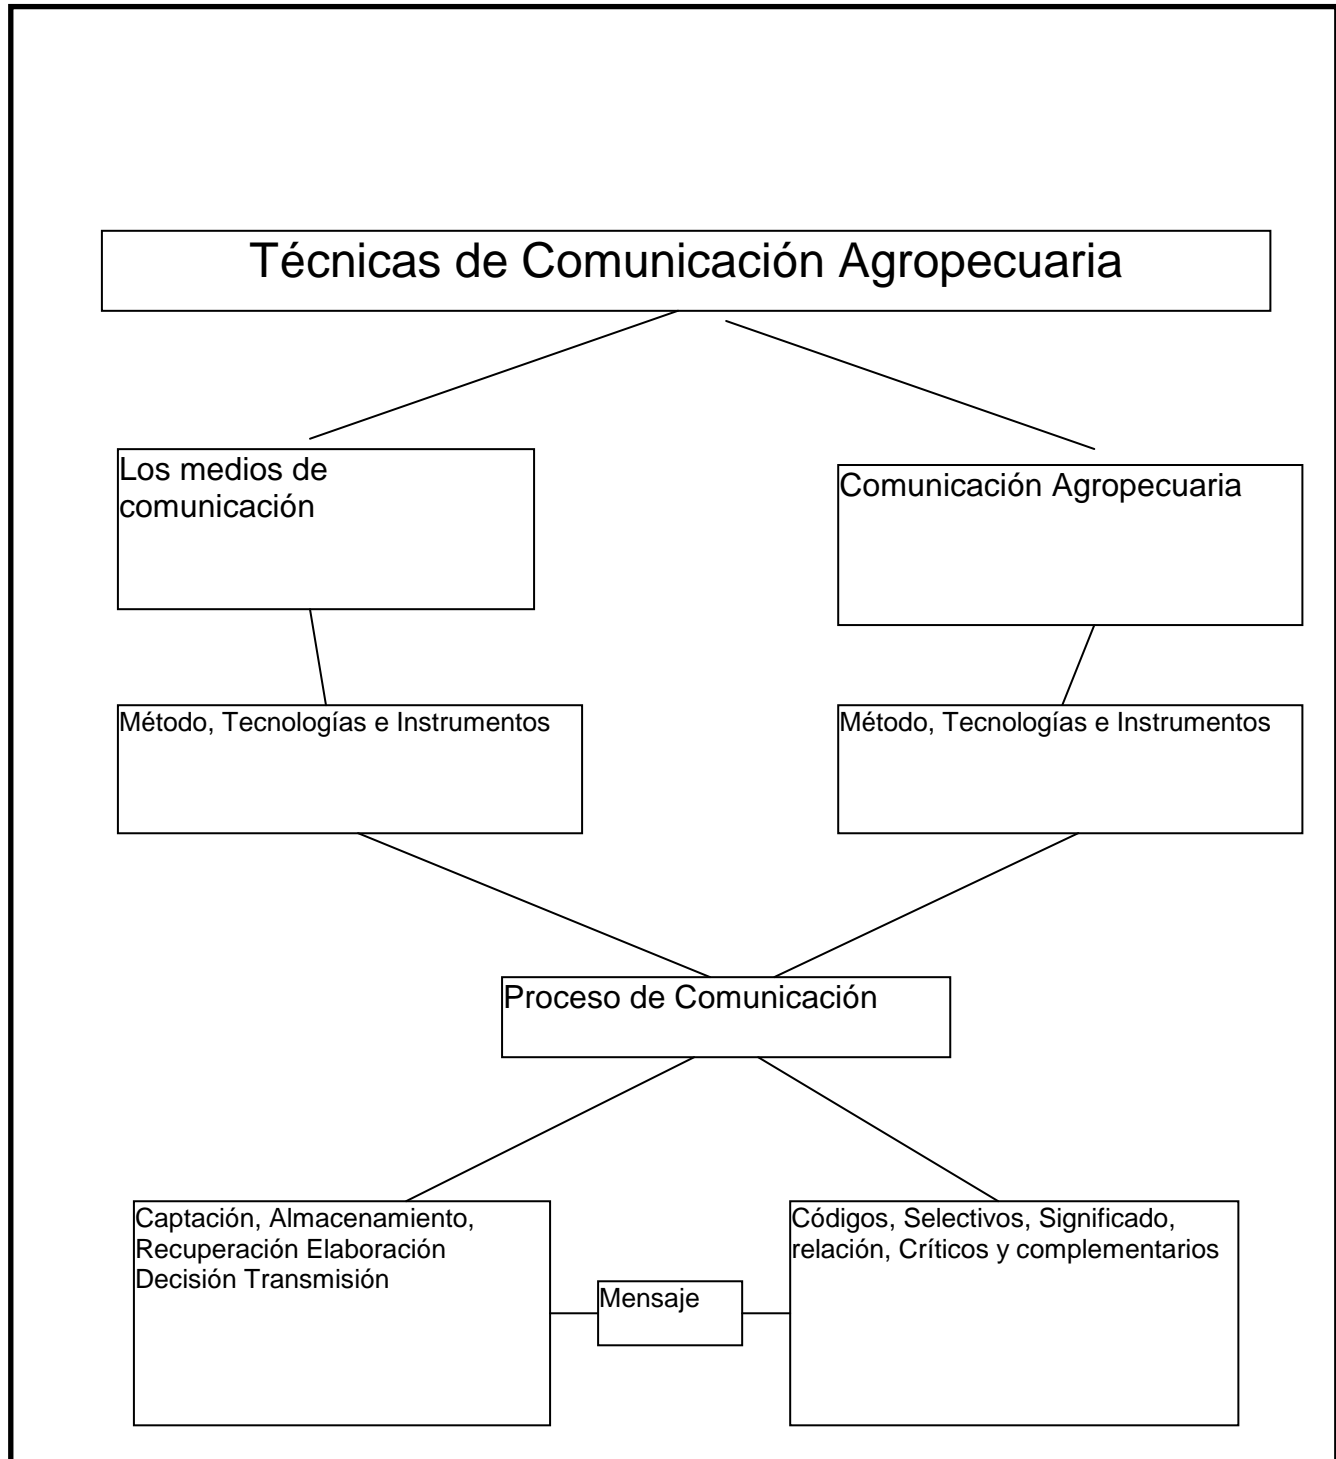 Técnicas de Comunicación Agropecuaria
Los medios de
comunicación
Comunicación Agropecuaria
Método, Tecnologías e Instrumentos
Método, Tecnologías e Instrumentos
Proceso de Comunicación
Captación, Almacenamiento,
Recuperación Elaboración
Decisión Transmisión
Mensaje
Códigos, Selectivos, Significado,
relación, Críticos y complementarios